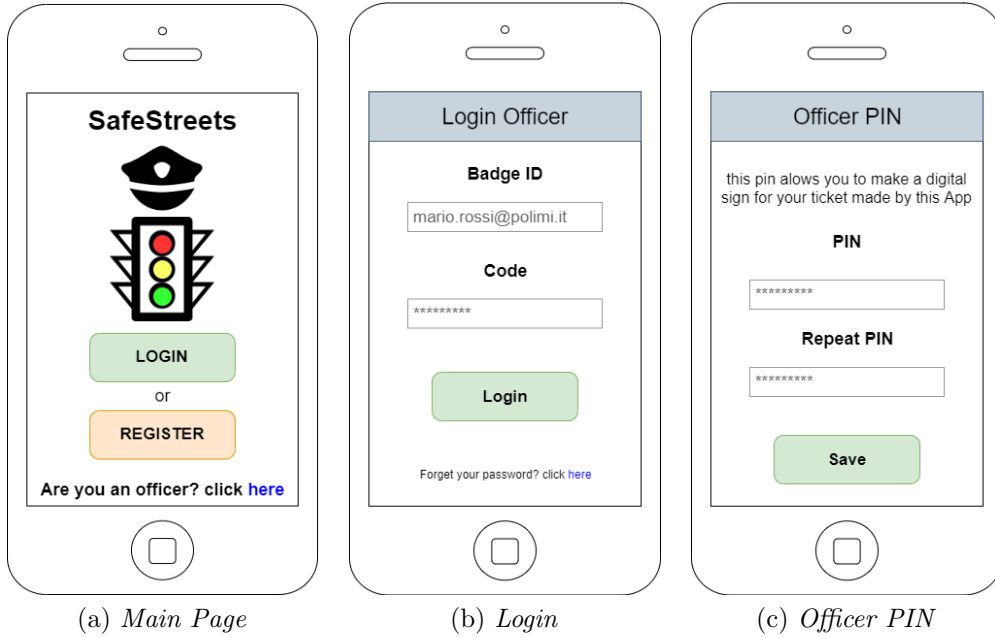 SafeStreets
LOGIN
or
REGISTER
Are you an officer? click here
(a) Main Page
Login Officer
Badge ID
mario.rossi@polimi.it
Code
*********
Login
Forget your password? click here
(b) Login
Officer PIN
this pin alows you to make a digital
sign for your ticket made by this App
PIN
*********
Repeat PIN
*********
Save
(c) Officer PIN